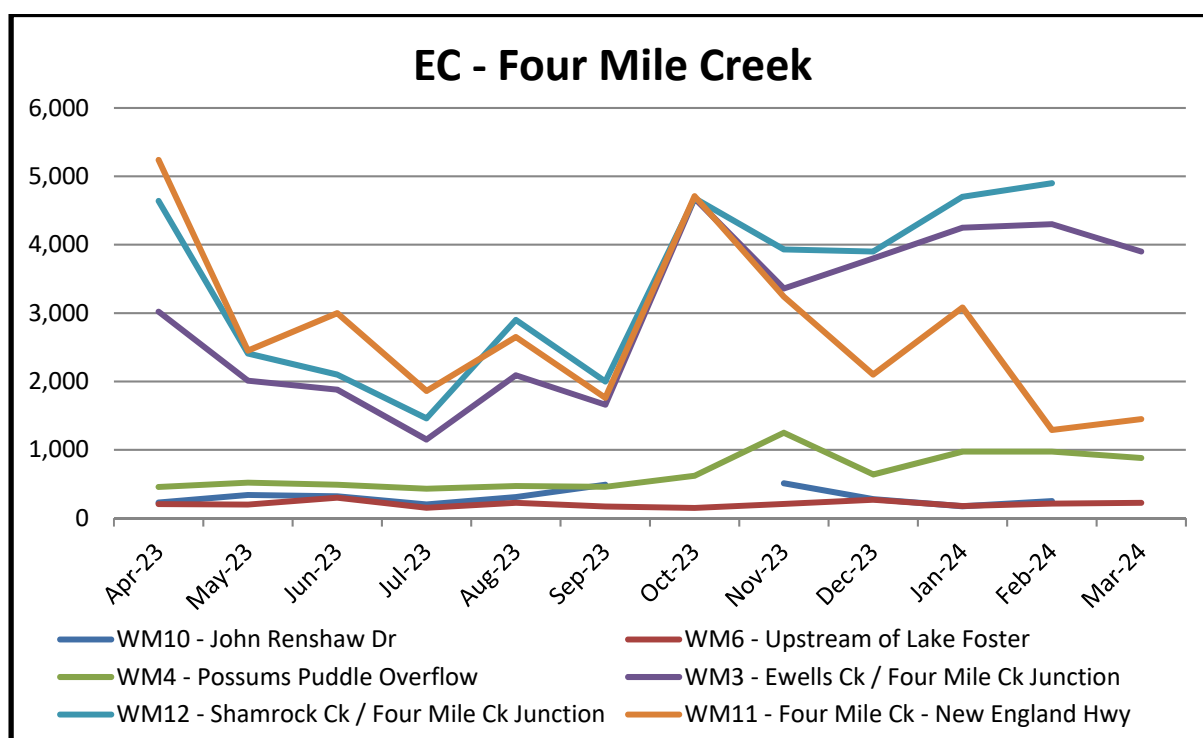 EC - Four Mile Creek
6,000
5,000
4,000
3,000
2,000
1,000
0
Apr-23
May-23
Jun-23
Jul-23
Aug-23
Sep-23
Oct-23
Nov-23
Dec-23
Jan-24
Feb-24
Mar-24
WM10 - John Renshaw Dr
WM6 - Upstream of Lake Foster
WM4 - Possums Puddle Overflow
WM3 - Ewells Ck / Four Mile Ck Junction
WM12 - Shamrock Ck / Four Mile Ck Junction
WM11 - Four Mile Ck - New England Hwy